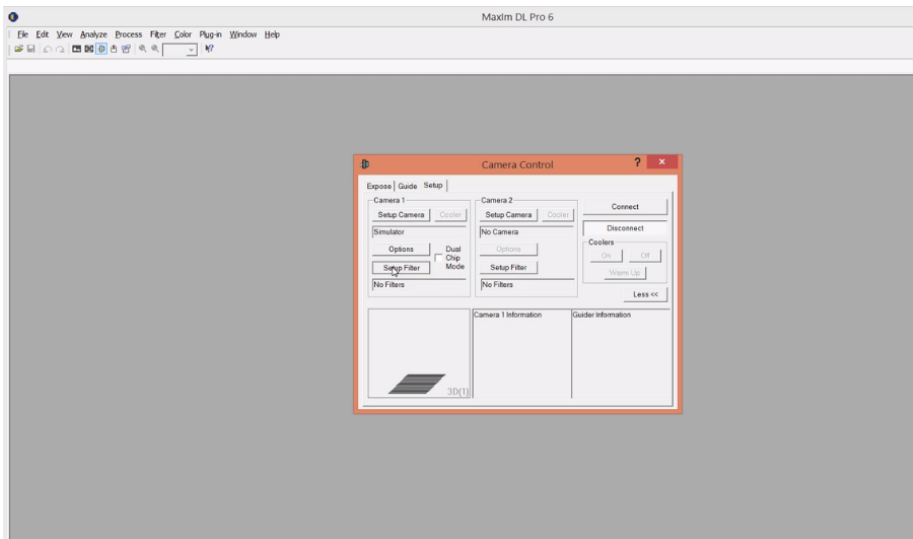 MaxIm DL Pro 6
File Edit View Analyze Process Filter Color Plug-in Window Help
Camera Control
Expose Guide Setup
Camera 1
Setup Camera Cooler
Simulator
Options
Dual Chip Mode
Setup Filter
No Filters
Camera 2
Setup Camera Cooler
No Camera
Options
Setup Filter
No Filters
Connect
Disconnect
Coolers
On Off
Warm Up
Less <<
3D(1)
Camera 1 Information
Guider Information